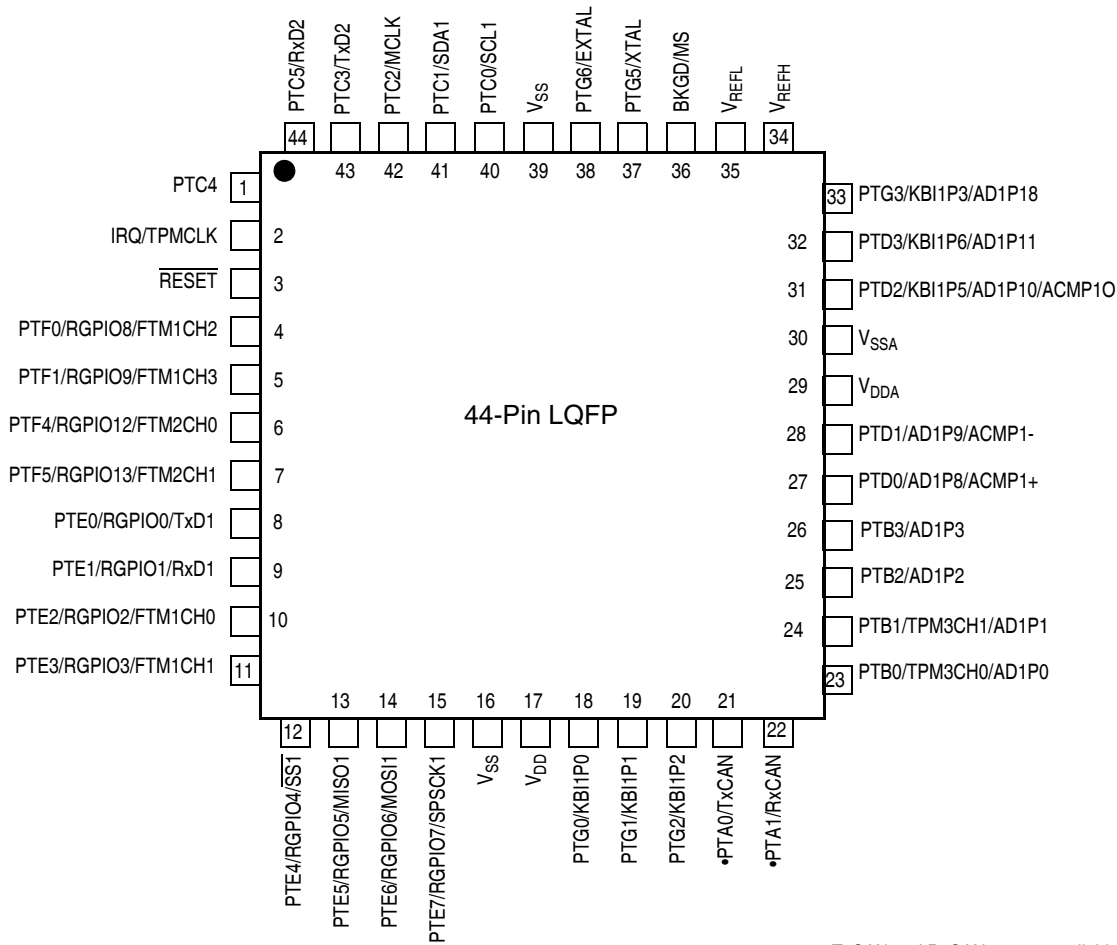 PTC5/RxD2
PTC3/TxD2
PTC2/MCLK
PTC1/SDA1
PTC0/SCL1
VSS
PTG6/EXTAL
PTG5/XTAL
BKGD/MS
VREFL
VREFH
44
43
42
41
40
39
38
37
36
35
34
PTC4
1
IRQ/TPMCLK
2
RESET
3
PTF0/RGPIO8/FTM1CH2
4
PTF1/RGPIO9/FTM1CH3
5
PTF4/RGPIO12/FTM2CH0
6
PTF5/RGPIO13/FTM2CH1
7
PTE0/RGPIO0/TxD1
8
PTE1/RGPIO1/RxD1
9
PTE2/RGPIO2/FTM1CH0
10
PTE3/RGPIO3/FTM1CH1
11
44-Pin LQFP
33
PTG3/KBI1P3/AD1P18
32
PTD3/KBI1P6/AD1P11
31
PTD2/KBI1P5/AD1P10/ACMP1O
30
VSSA
29
VDDA
28
PTD1/AD1P9/ACMP1-
27
PTD0/AD1P8/ACMP1+
26
PTB3/AD1P3
25
PTB2/AD1P2
24
PTB1/TPM3CH1/AD1P1
23
PTB0/TPM3CH0/AD1P0
12
13
14
15
16
17
18
19
20
21
22
PTE4/RGPIO4/SS1
PTE5/RGPIO5/MISO1
PTE6/RGPIO6/MOSI1
PTE7/RGPIO7/SPSCK1
VSS
VDD
PTG0/KBI1P0
PTG1/KBI1P1
PTG2/KBI1P2
•PTA0/TxCAN
•PTA1/RxCAN